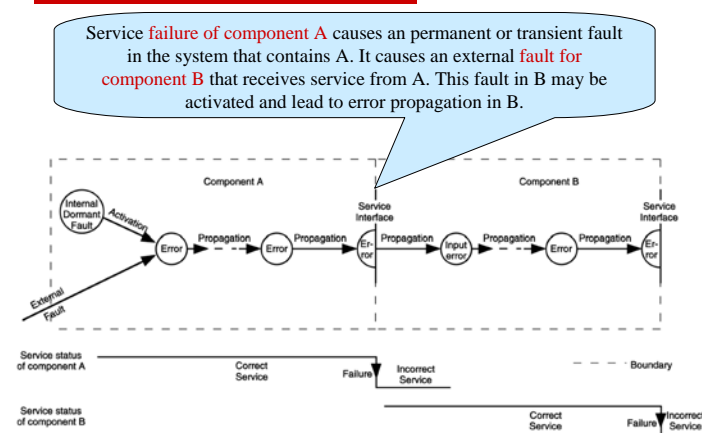 Service failure of component A causes an permanent or transient fault
in the system that contains A. It causes an external fault for
component B that receives service from A. This fault in B may be
activated and lead to error propagation in B.
Component A
Component B
Internal
Dormant
Fault
Activation
Service
Interface
Service
Interface
Error
Propagation
Error
Propagation
Er-
ror
Propagation
Input
error
Propagation
Error
Propagation
Er-
ror
External
Fault
Service status
of component A
Correct
Service
Failure
Incorrect
Service
Boundary
Service status
of component B
Correct
Service
Failure
Incorrect
Service